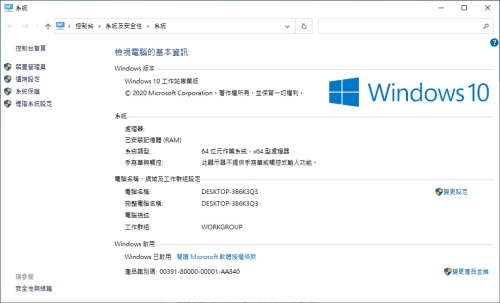 系統
控制台 › 系統及安全性 › 系統
控制台首頁
裝置管理員
遠端設定
系統保護
進階系統設定
檢視電腦的基本資訊
Windows 版本
Windows 10 工作站專業版
© 2020 Microsoft Corporation。著作權所有，並保留一切權利。
Windows 10
系統
處理器:
已安裝記憶體 (RAM)
系統類型: 64 位元作業系統，x64 型處理器
手寫筆與觸控: 此顯示器不提供手寫筆或觸控式輸入功能。
電腦名稱、網域及工作群組設定
電腦名稱: DESKTOP-3B6K3Q3 變更設定
完整電腦名稱: DESKTOP-3B6K3Q3
電腦描述:
工作群組: WORKGROUP
Windows 啟用
Windows 已啟用 閱讀 Microsoft 軟體授權條款
產品識別碼: 00391-80000-00001-AA840 變更產品金鑰
請參閱
安全性與維護